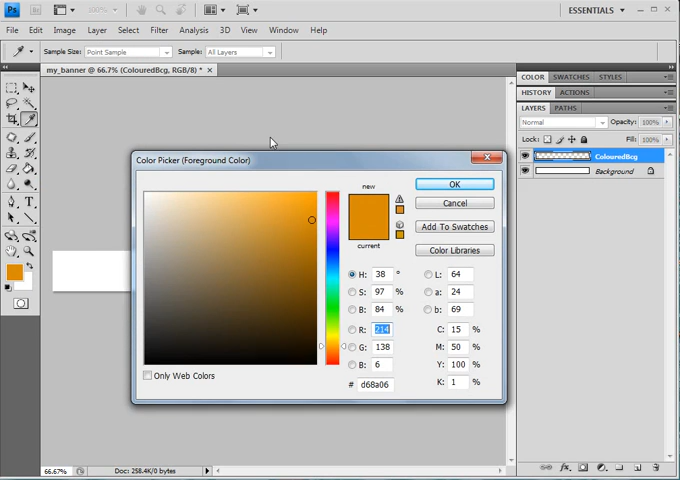 Ps 100% ESSENTIALS
File Edit Image Layer Select Filter Analysis 3D View Window Help
Sample Size: Point Sample Sample: All Layers
my_banner @ 66.7% (ColouredBcg, RGB/8) *
COLOR SWATCHES STYLES
HISTORY ACTIONS
LAYERS PATHS
Normal Opacity: 100%
Lock: Fill: 100%
ColouredBcg
Background
Color Picker (Foreground Color)
new
current
OK
Cancel
Add To Swatches
Color Libraries
H: 38 ° L: 64
S: 97 % a: 24
B: 84 % b: 69
R: 214 C: 15 %
G: 138 M: 50 %
B: 6 Y: 100 %
# d68a06 K: 1 %
Only Web Colors
66.67% Doc: 258.4K/0 bytes
fx